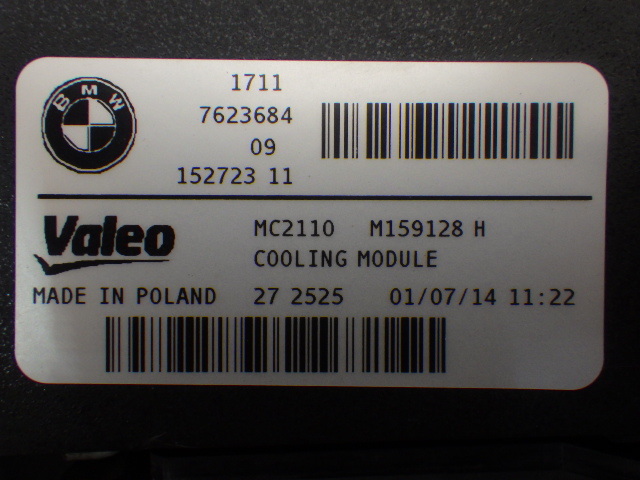 BMW
1711
7623684
09
152723 11
Valeo
MC2110 M159128 H
COOLING MODULE
MADE IN POLAND 27 2525 01/07/14 11:22